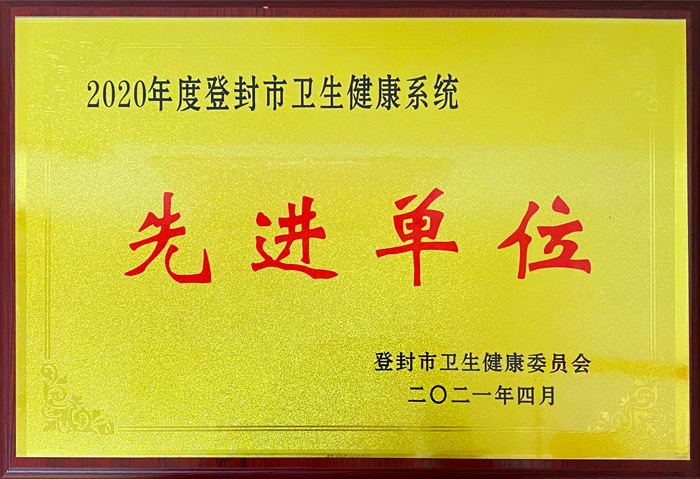 2020年度登封市卫生健康系统
先进单位
登封市卫生健康委员会
二〇二一年四月